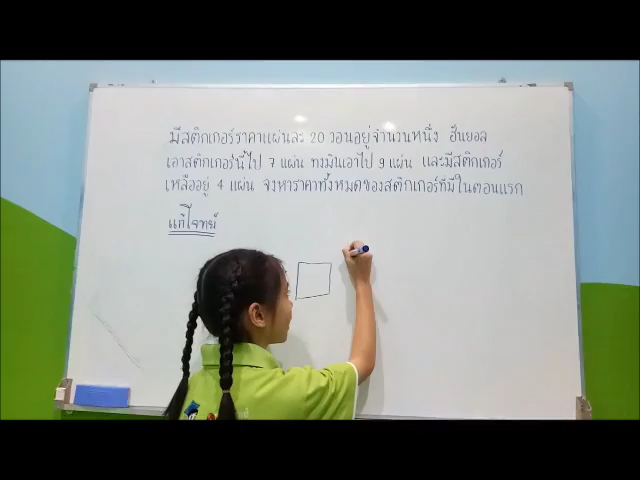 มีสติกเกอร์ราคาแผ่นละ 20 วอนอยู่จำนวนหนึ่ง ฮันยอล
เอาสติกเกอร์นี้ไป 7 แผ่น ทงมินเอาไป 9 แผ่น และมีสติกเกอร์
เหลืออยู่ 4 แผ่น จงหาราคาทั้งหมดของสติกเกอร์ที่มีในตอนแรก
แก้โจทย์